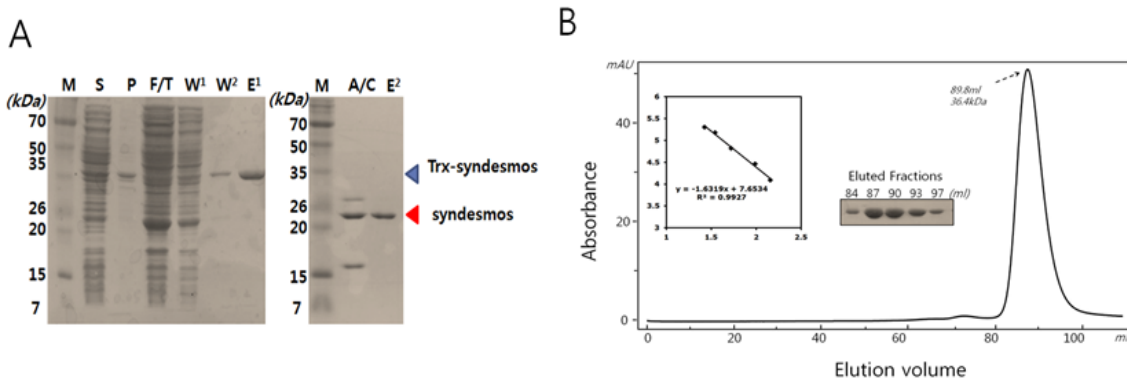 A
M S P F/T W¹ W² E¹
(kDa)
70
50
35
26
20
15
7
M A/C E²
(kDa)
70
50
35
26
20
15
7
Trx-syndesmos
syndesmos
B
mAU
40
20
0
Absorbance
89.8ml
36.4kDa
6
5.5
5
4.5
4
3.5
3
1 1.5 2 2.5
y = -1.6319x + 7.6534
R² = 0.9927
Eluted Fractions
84 87 90 93 97 (ml)
0 20 40 60 80 100
Elution volume